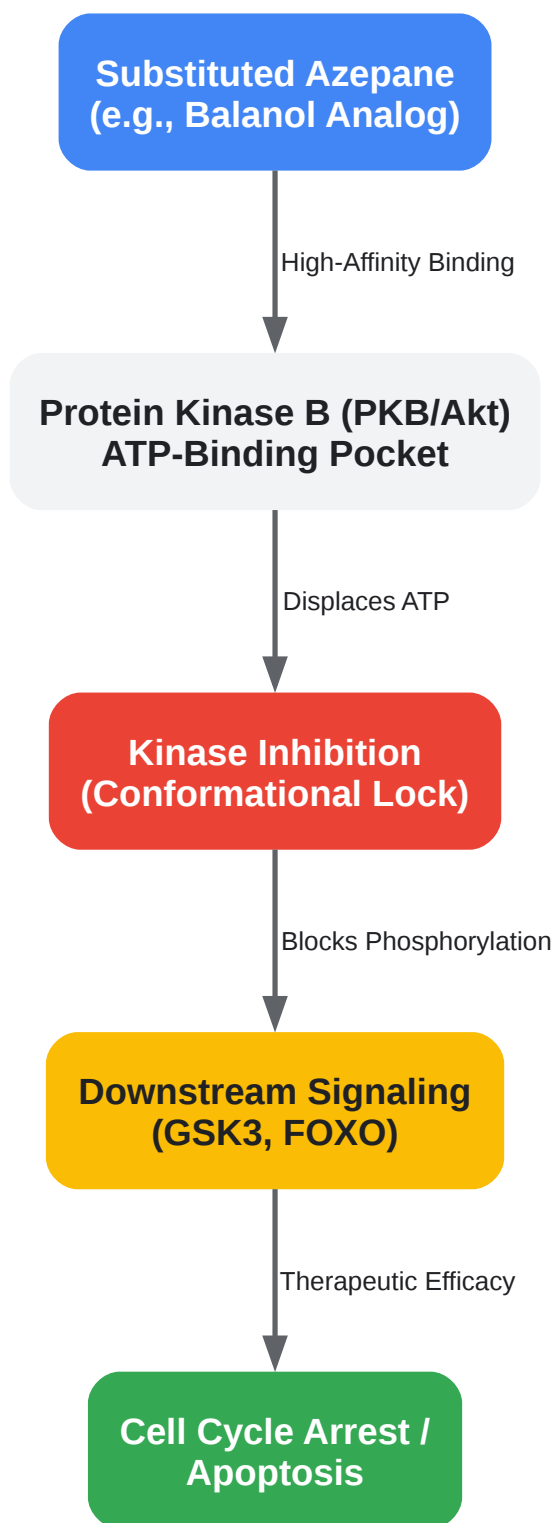 Substituted Azepane
(e.g., Balanol Analog)
High-Affinity Binding
Protein Kinase B (PKB/Akt)
ATP-Binding Pocket
Displaces ATP
Kinase Inhibition
(Conformational Lock)
Blocks Phosphorylation
Downstream Signaling
(GSK3, FOXO)
Therapeutic Efficacy
Cell Cycle Arrest /
Apoptosis